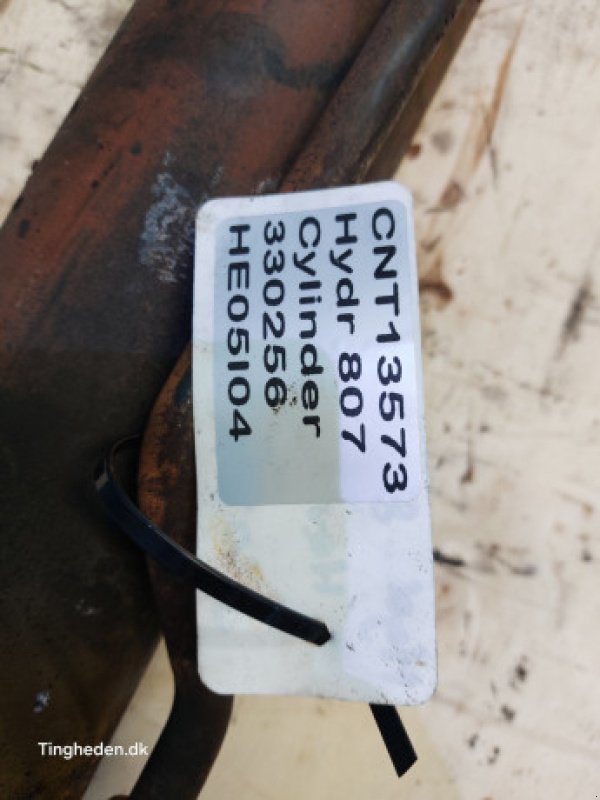 CNT13573
Hydr 807
Cylinder
330256
HE05I04
Tingheden.dk